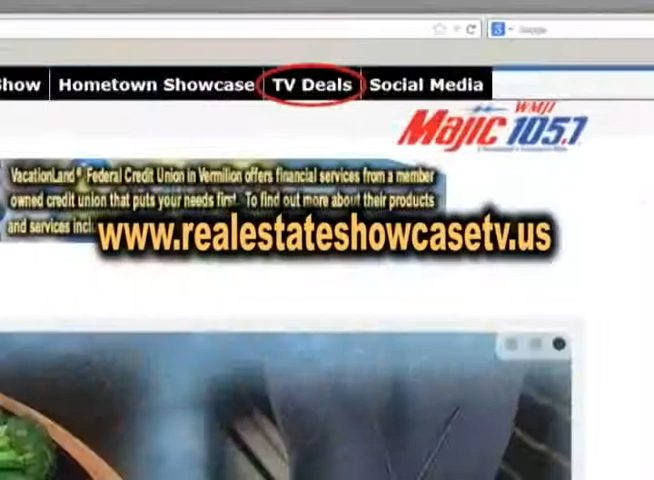 Show Hometown Showcase TV Deals Social Media
WMJI
Majic 105.7
VacationLand Federal Credit Union in Vermilion offers financial services from a member
owned credit union that puts your needs first. To find out more about their products
and services incl
www.realestateshowcasetv.us